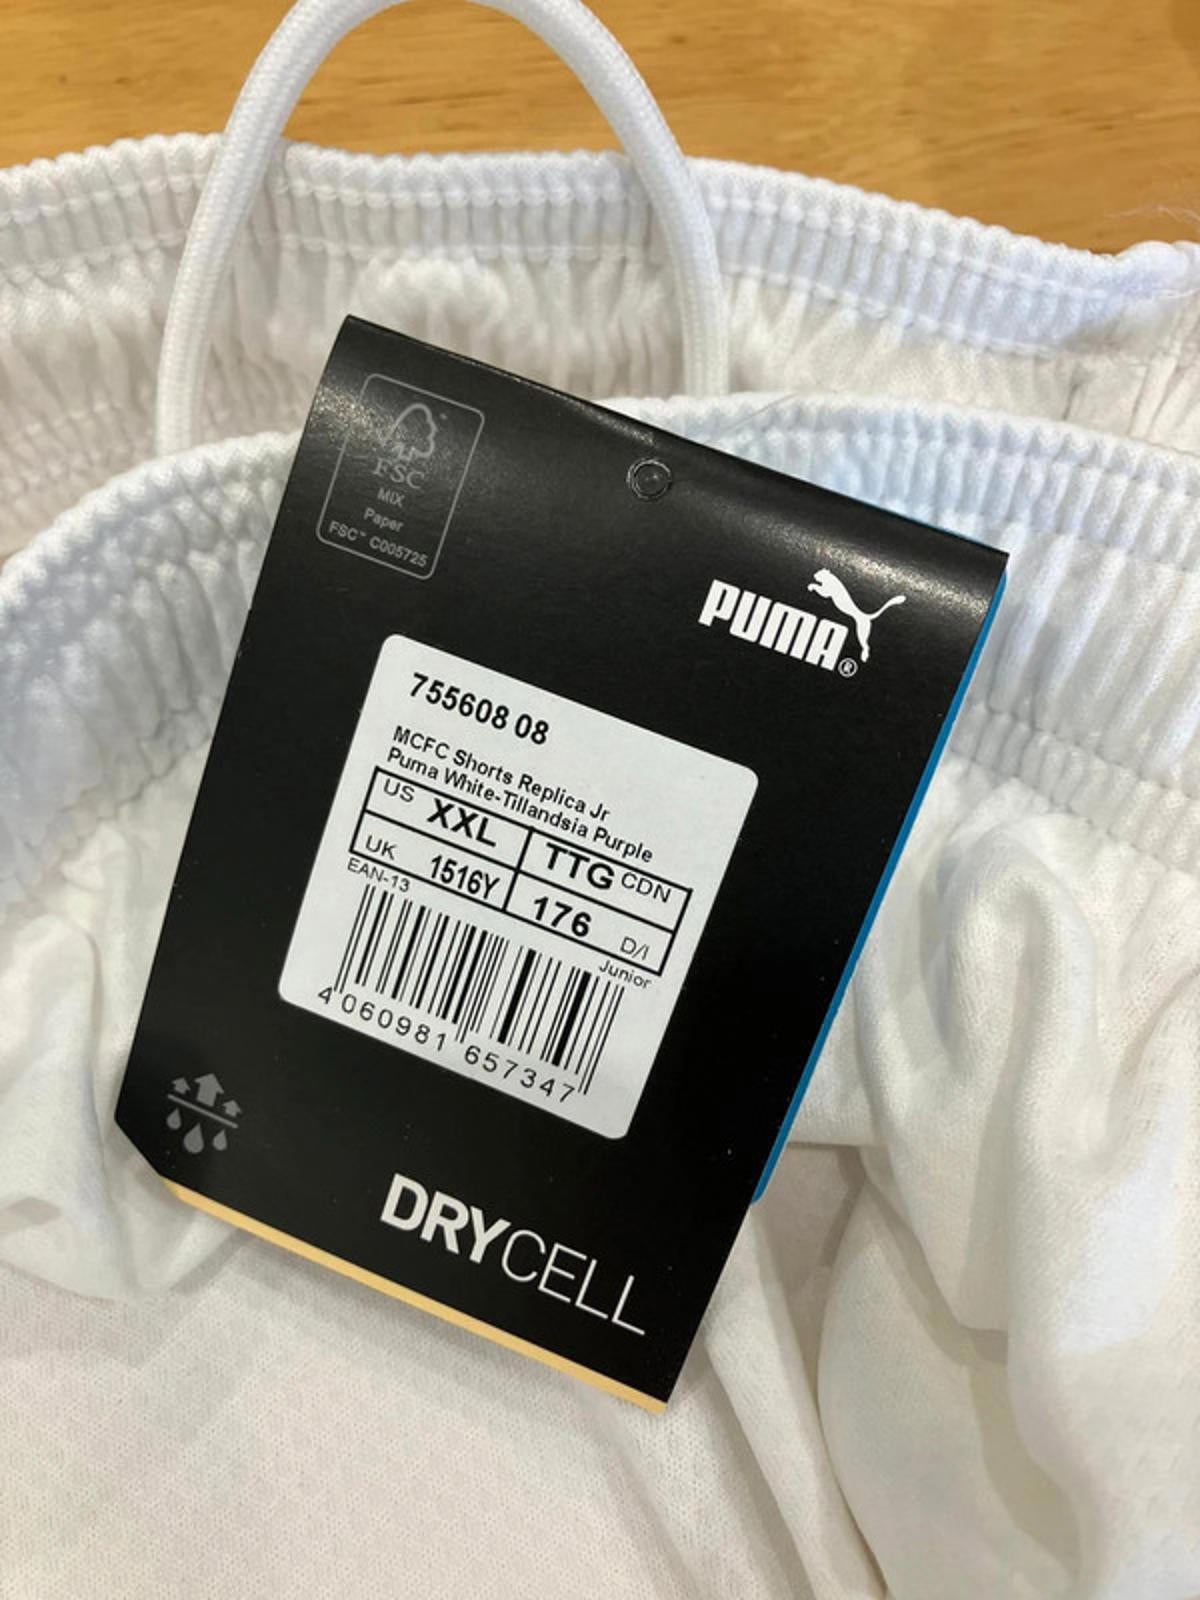 FSC
MIX
Paper
FSC™ C005725
PUMA®
755608 08
MCFC Shorts Replica Jr
Puma White-Tillandsia Purple
US XXL TTG CDN
UK 1516Y 176 D/I
EAN-13 Junior
4 060981 657347
DRYCELL